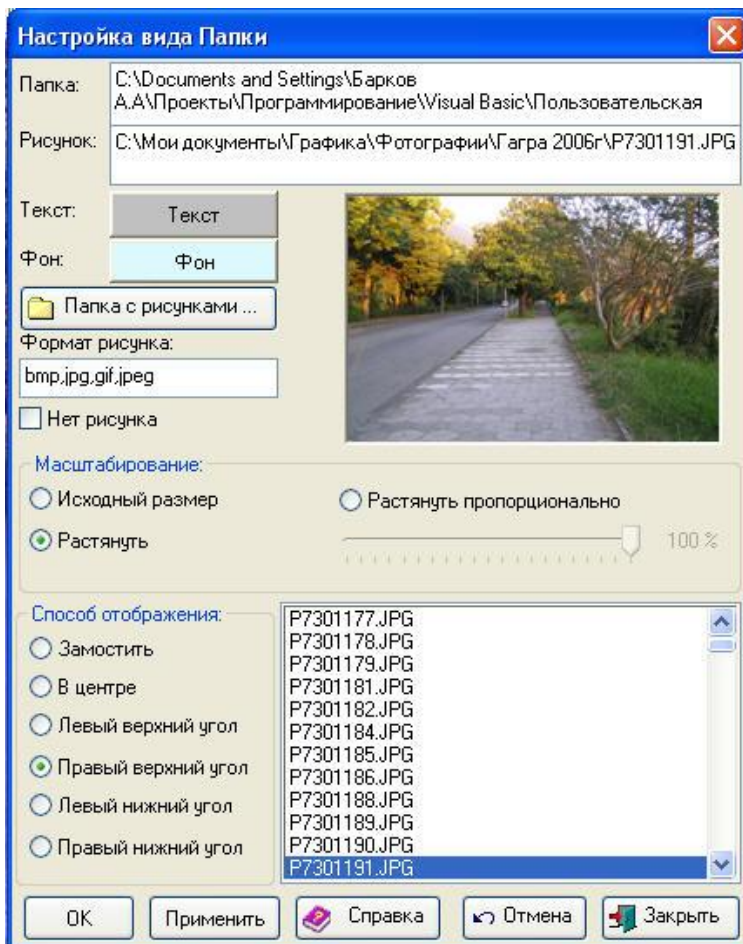 Настройка вида Папки
Папка:
C:\Documents and Settings\Барков
А.А\Проекты\Программирование\Visual Basic\Пользовательская
Рисунок:
C:\Мои документы\Графика\Фотографии\Гагра 2006г\P7301191.JPG
Текст:
Текст
Фон:
Фон
Папка с рисунками ...
Формат рисунка:
bmp,jpg,gif,jpeg
Нет рисунка
Масштабирование:
Исходный размер
Растянуть пропорционально
Растянуть
100 %
Способ отображения:
Замостить
В центре
Левый верхний угол
Правый верхний угол
Левый нижний угол
Правый нижний угол
P7301177.JPG
P7301178.JPG
P7301179.JPG
P7301181.JPG
P7301182.JPG
P7301184.JPG
P7301185.JPG
P7301186.JPG
P7301188.JPG
P7301189.JPG
P7301190.JPG
P7301191.JPG
OK
Применить
Справка
Отмена
Закрыть